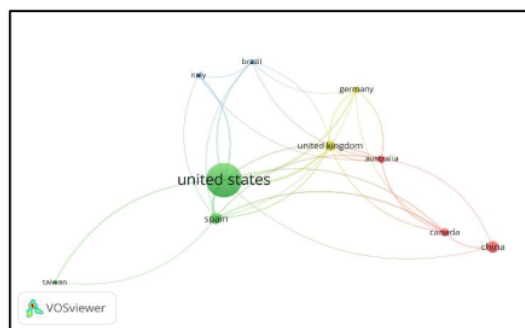 brazil
italy
germany
united kingdom
australia
united states
spain
canada
china
taiwan
VOSviewer